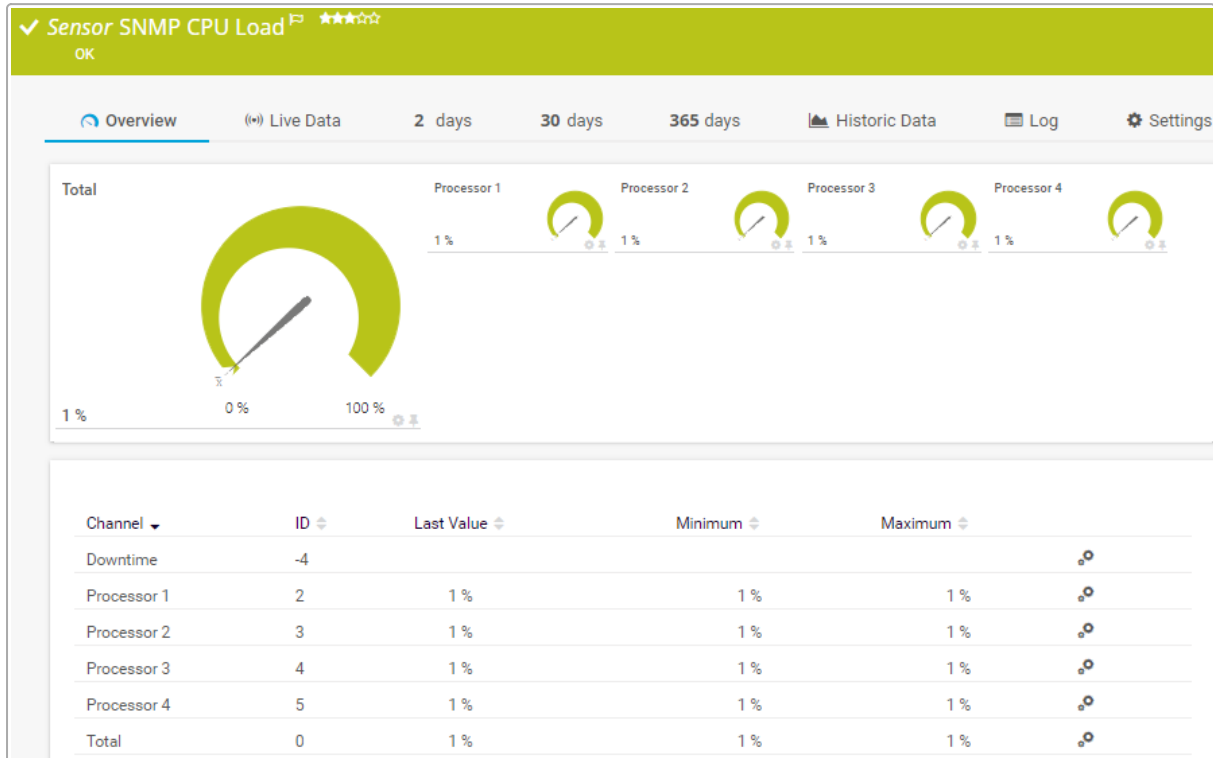 Sensor SNMP CPU Load
OK
Overview Live Data 2 days 30 days 365 days Historic Data Log Settings
Total
Processor 1 Processor 2 Processor 3 Processor 4
1 % 1 % 1 % 1 %
x̄
0 % 100 %
1 %
Channel ID Last Value Minimum Maximum
Downtime -4
Processor 1 2 1 % 1 % 1 %
Processor 2 3 1 % 1 % 1 %
Processor 3 4 1 % 1 % 1 %
Processor 4 5 1 % 1 % 1 %
Total 0 1 % 1 % 1 %